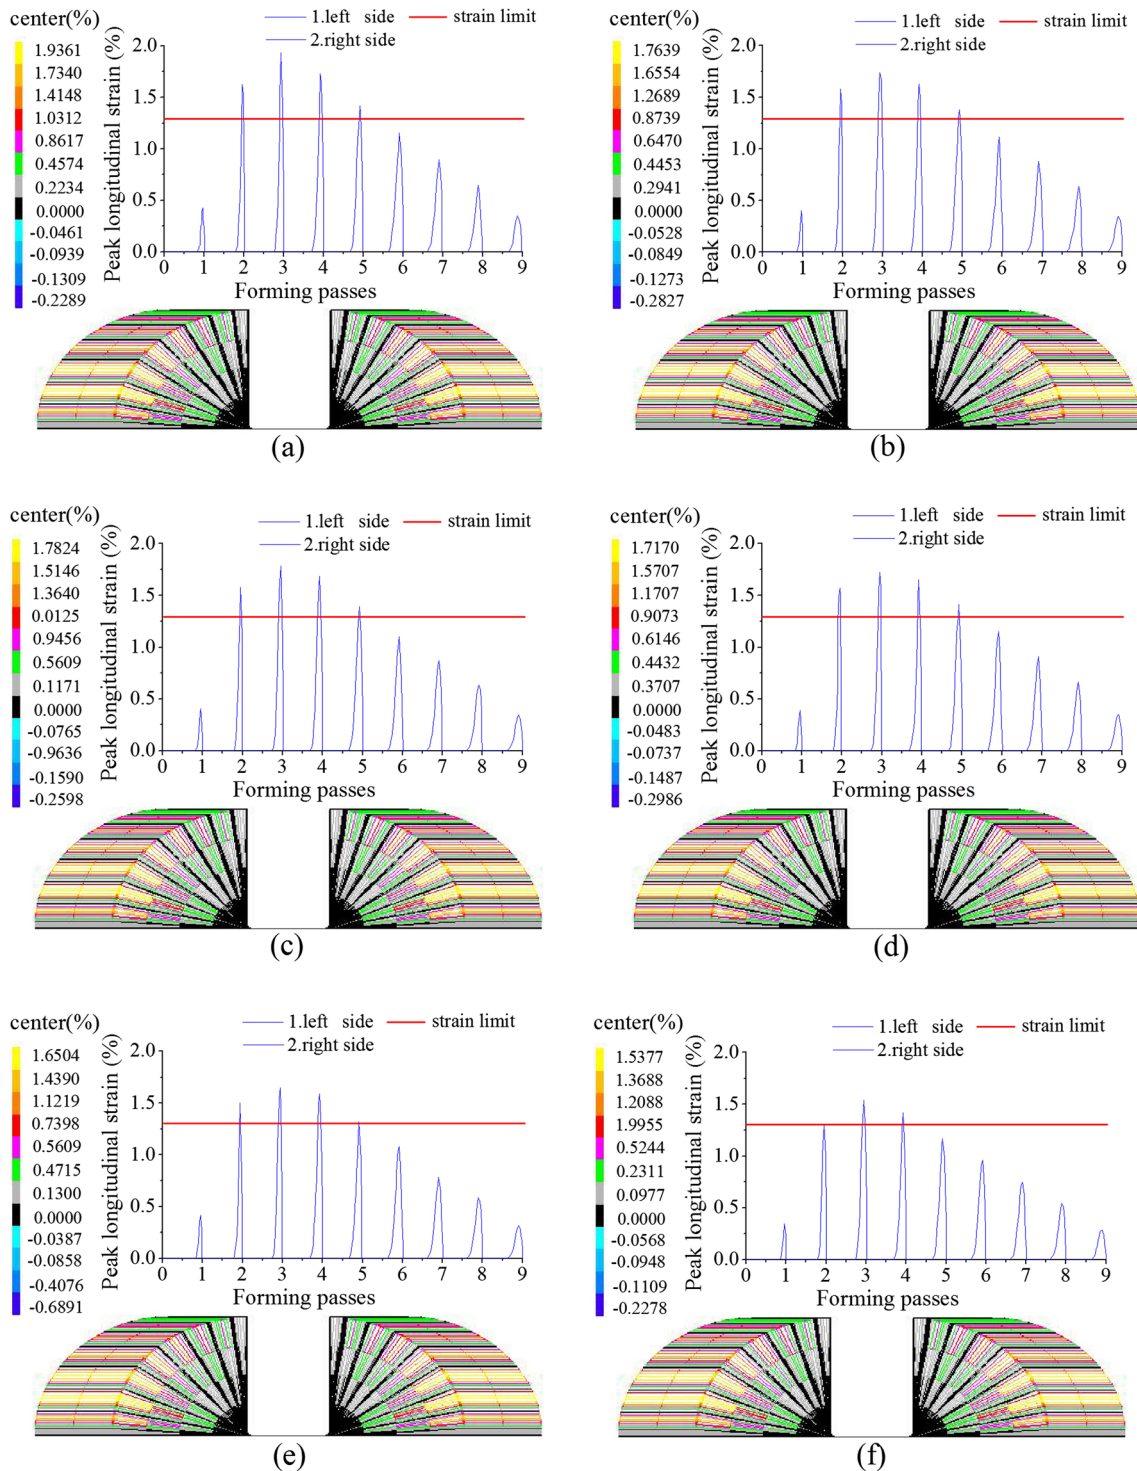 center(%)
1.left side
strain limit
2.right side
1.9361
1.7340
1.4148
1.0312
0.8617
0.4574
0.2234
0.0000
-0.0461
-0.0939
-0.1309
-0.2289
Peak longitudinal strain (%)
2.0
1.5
1.0
0.5
0.0
0 1 2 3 4 5 6 7 8 9
Forming passes
(a)
center(%)
1.left side
strain limit
2.right side
1.7639
1.6554
1.2689
0.8739
0.6470
0.4453
0.2941
0.0000
-0.0528
-0.0849
-0.1273
-0.2827
Peak longitudinal strain (%)
2.0
1.5
1.0
0.5
0.0
0 1 2 3 4 5 6 7 8 9
Forming passes
(b)
center(%)
1.left side
strain limit
2.right side
1.7824
1.5146
1.3640
0.0125
0.9456
0.5609
0.1171
0.0000
-0.0765
-0.9636
-0.1590
-0.2598
Peak longitudinal strain (%)
2.0
1.5
1.0
0.5
0.0
0 1 2 3 4 5 6 7 8 9
Forming passes
(c)
center(%)
1.left side
strain limit
2.right side
1.7170
1.5707
1.1707
0.9073
0.6146
0.4432
0.3707
0.0000
-0.0483
-0.0737
-0.1487
-0.2986
Peak longitudinal strain (%)
2.0
1.5
1.0
0.5
0.0
0 1 2 3 4 5 6 7 8 9
Forming passes
(d)
center(%)
1.left side
strain limit
2.right side
1.6504
1.4390
1.1219
0.7398
0.5609
0.4715
0.1300
0.0000
-0.0387
-0.0858
-0.4076
-0.6891
Peak longitudinal strain (%)
2.0
1.5
1.0
0.5
0.0
0 1 2 3 4 5 6 7 8 9
Forming passes
(e)
center(%)
1.left side
strain limit
2.right side
1.5377
1.3688
1.2088
1.9955
0.5244
0.2311
0.0977
0.0000
-0.0568
-0.0948
-0.1109
-0.2278
Peak longitudinal strain (%)
2.0
1.5
1.0
0.5
0.0
0 1 2 3 4 5 6 7 8 9
Forming passes
(f)